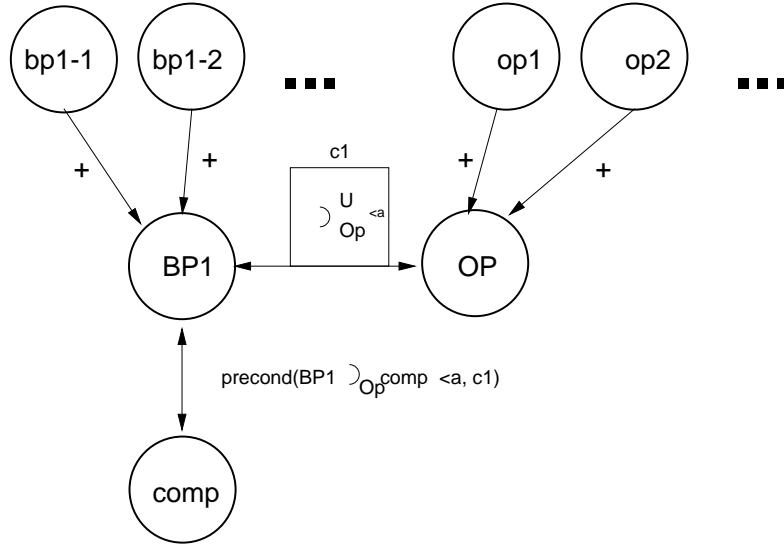 bp1-1 bp1-2 ... op1 op2 ...
+ + + +
c1
U
⊃ Op <a
BP1 OP
precond(BP1 ⊃Op comp <a, c1)
comp